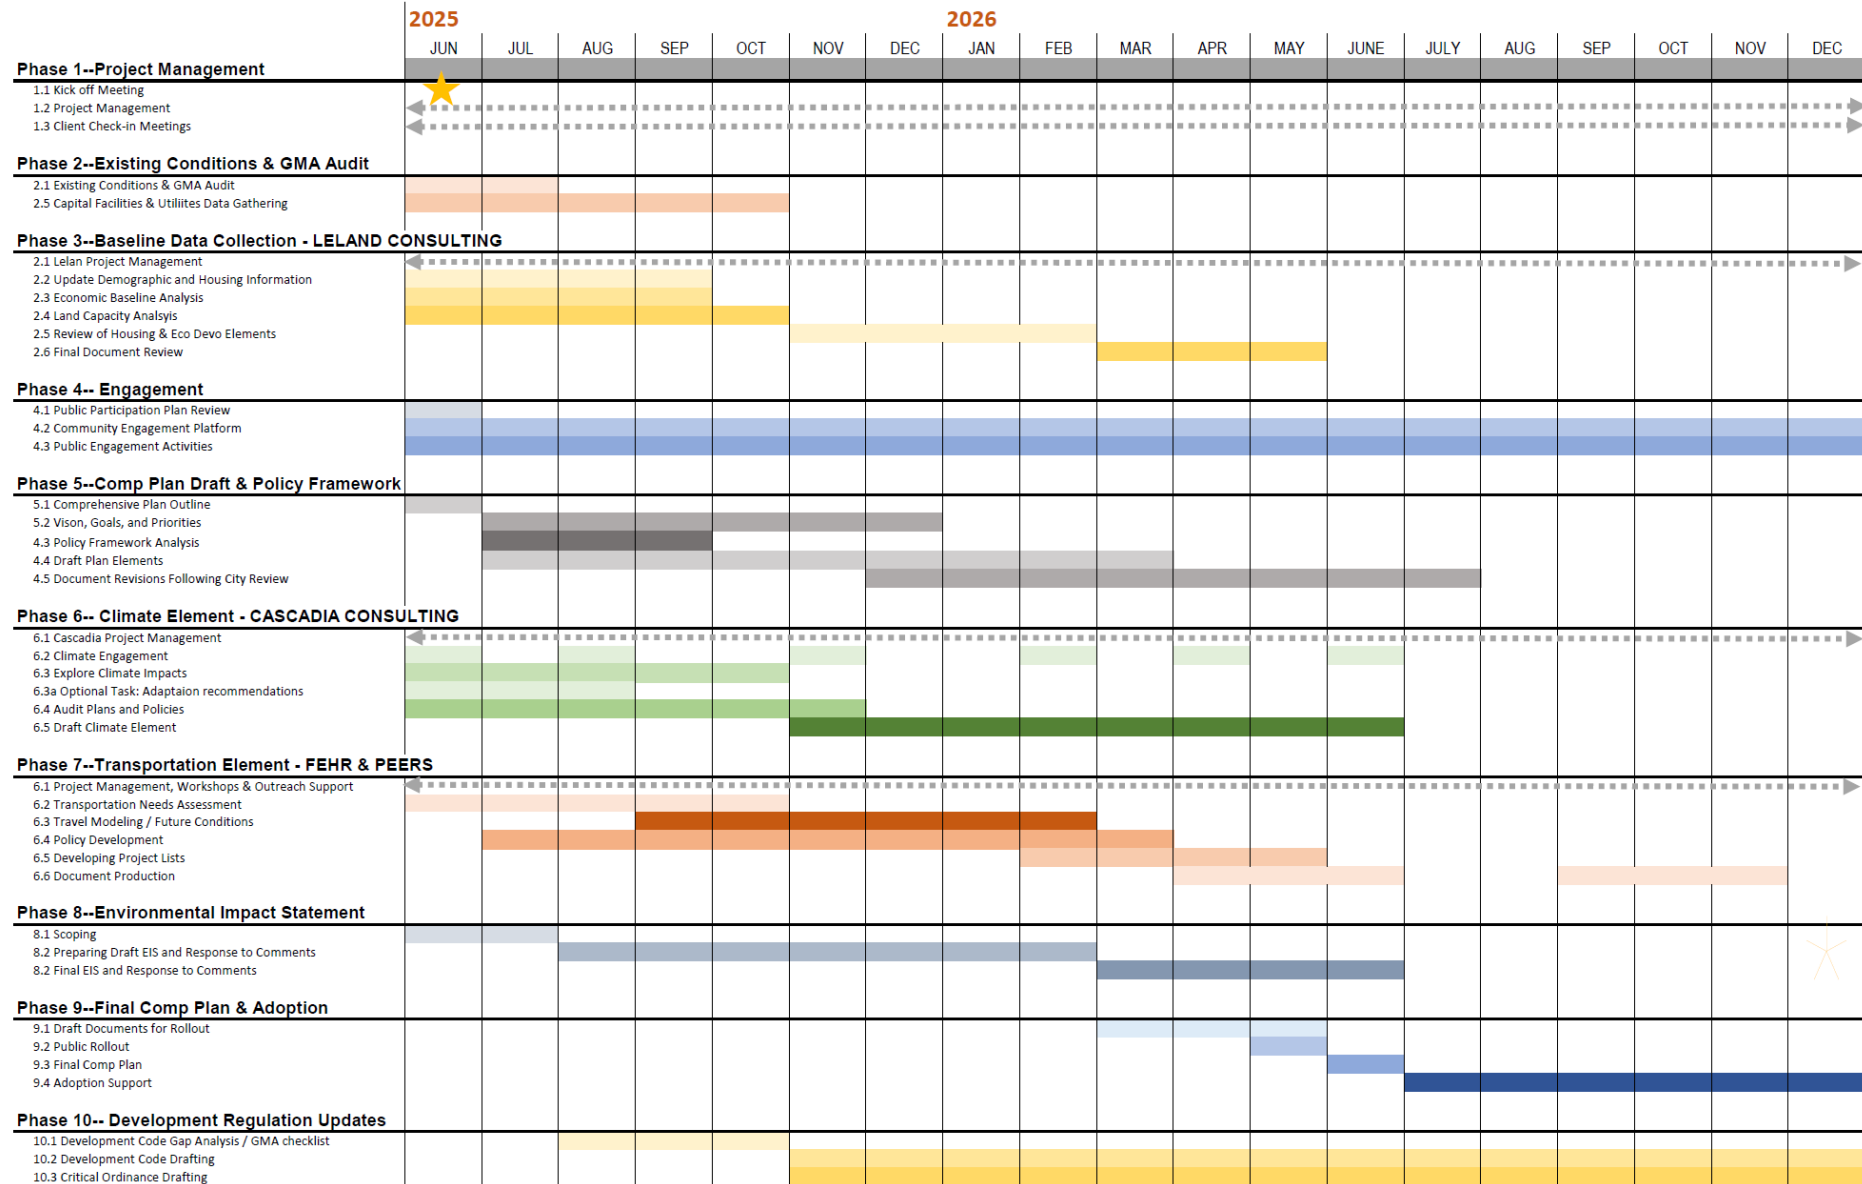 2025 2026
JUN JUL AUG SEP OCT NOV DEC JAN FEB MAR APR MAY JUNE JULY AUG SEP OCT NOV DEC
Phase 1--Project Management
1.1 Kick off Meeting
1.2 Project Management
1.3 Client Check-in Meetings
Phase 2--Existing Conditions & GMA Audit
2.1 Existing Conditions & GMA Audit
2.5 Capital Facilities & Utiliites Data Gathering
Phase 3--Baseline Data Collection - LELAND CONSULTING
2.1 Lelan Project Management
2.2 Update Demographic and Housing Information
2.3 Economic Baseline Analysis
2.4 Land Capacity Analsyis
2.5 Review of Housing & Eco Devo Elements
2.6 Final Document Review
Phase 4-- Engagement
4.1 Public Participation Plan Review
4.2 Community Engagement Platform
4.3 Public Engagement Activities
Phase 5--Comp Plan Draft & Policy Framework
5.1 Comprehensive Plan Outline
5.2 Vison, Goals, and Priorities
4.3 Policy Framework Analysis
4.4 Draft Plan Elements
4.5 Document Revisions Following City Review
Phase 6-- Climate Element - CASCADIA CONSULTING
6.1 Cascadia Project Management
6.2 Climate Engagement
6.3 Explore Climate Impacts
6.3a Optional Task: Adaptaion recommendations
6.4 Audit Plans and Policies
6.5 Draft Climate Element
Phase 7--Transportation Element - FEHR & PEERS
6.1 Project Management, Workshops & Outreach Support
6.2 Transportation Needs Assessment
6.3 Travel Modeling / Future Conditions
6.4 Policy Development
6.5 Developing Project Lists
6.6 Document Production
Phase 8--Environmental Impact Statement
8.1 Scoping
8.2 Preparing Draft EIS and Response to Comments
8.2 Final EIS and Response to Comments
Phase 9--Final Comp Plan & Adoption
9.1 Draft Documents for Rollout
9.2 Public Rollout
9.3 Final Comp Plan
9.4 Adoption Support
Phase 10-- Development Regulation Updates
10.1 Development Code Gap Analysis / GMA checklist
10.2 Development Code Drafting
10.3 Critical Ordinance Drafting